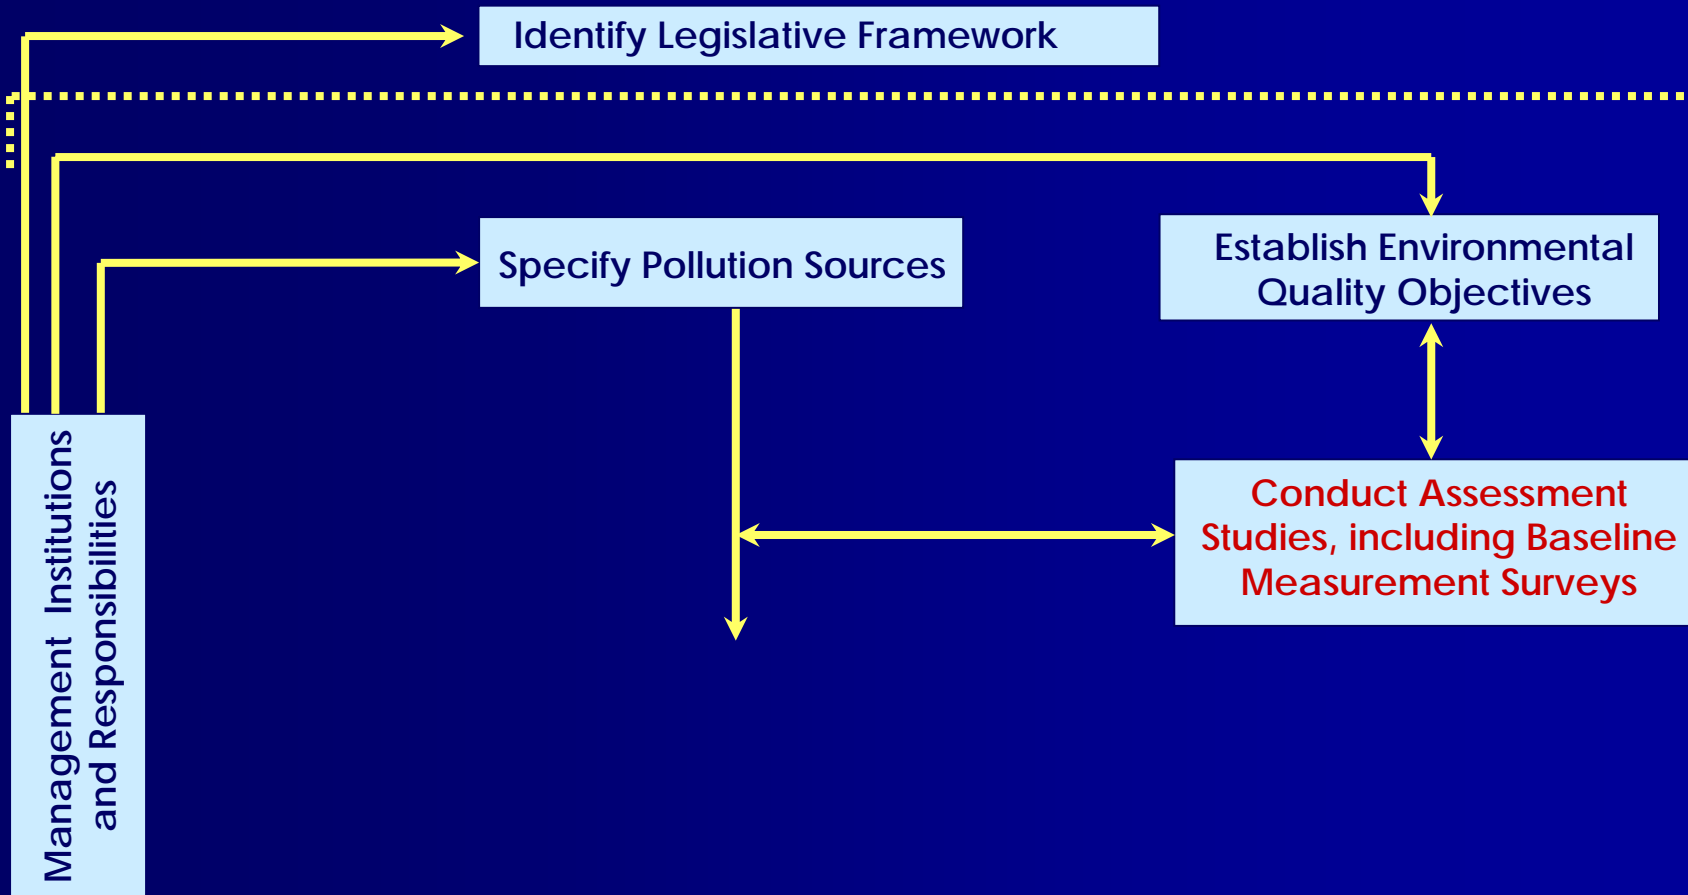 Identify Legislative Framework
Specify Pollution Sources
Establish Environmental
Quality Objectives
Conduct Assessment
Studies, including Baseline
Measurement Surveys
Management Institutions
and Responsibilities